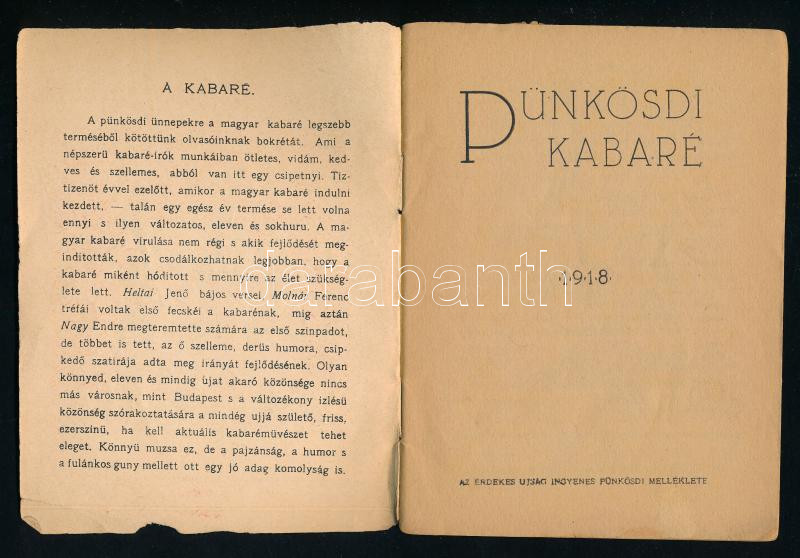 A KABARÉ.
A pünkösdi ünnepekre a magyar kabaré legszebb
terméséből kötöttünk olvasóinknak bokrétát. Ami a
népszerű kabaré-írók munkáiban ötletes, vidám, ked-
ves és szellemes, abból van itt egy csipetnyi. Tiz-
tizenöt évvel ezelőtt, amikor a magyar kabaré indulni
kezdett, — talán egy egész év termése se lett volna
ennyi s ilyen változatos, eleven és sokhuru. A ma-
gyar kabaré virulása nem régi s akik fejlődését meg-
indították, azok csodálkozhatnak legjobban, hogy a
kabaré miként hóditott s mennyire az élet szükség-
lete lett. Heltai Jenő bájos versei, Molnár Ferenc
tréfái voltak első fecskéi a kabarénak, mig aztán
Nagy Endre megteremtette számára az első szinpadot,
de többet is tett, az ő szelleme, derüs humora, csip-
kedő szatirája adta meg irányát fejlődésének. Olyan
könnyed, eleven és mindig ujat akaró közönsége nincs
más városnak, mint Budapest s a változékony izlésü
közönség szórakoztatására a mindég ujjá születő, friss,
ezerszinü, ha kell aktuális kabarémüvészet tehet
eleget. Könnyü muzsa ez, de a pajzánság, a humor s
a fulánkos guny mellett ott egy jó adag komolyság is.
PÜNKÖSDI
KABARÉ
·1·9·1·8·
AZ ÉRDEKES UJSÁG INGYENES PÜNKÖSDI MELLÉKLETE
darabanth